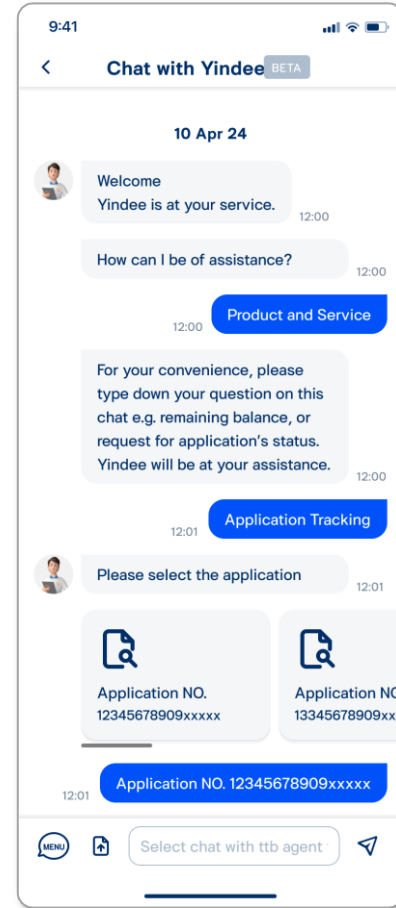 9:41
Chat with Yindee BETA
10 Apr 24
Welcome
Yindee is at your service.
12:00
How can I be of assistance?
12:00
Product and Service
12:00
For your convenience, please
type down your question on this
chat e.g. remaining balance, or
request for application's status.
Yindee will be at your assistance.
12:00
Application Tracking
12:01
Please select the application
12:01
Application NO.
12345678909xxxxx
Application NO
13345678909xx
Application NO. 12345678909xxxxx
12:01
MENU
Select chat with ttb agent